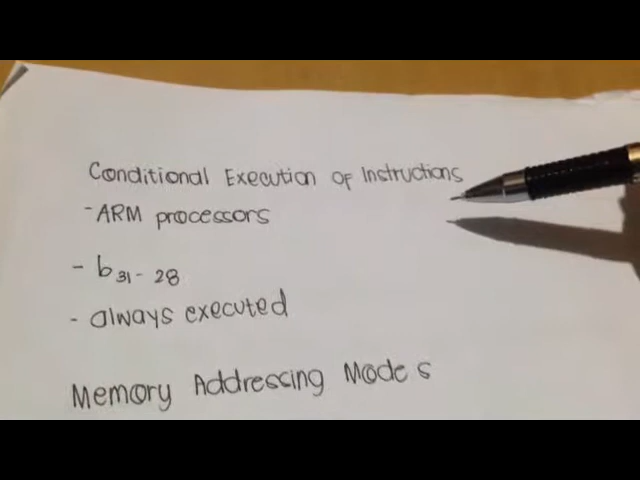 Conditional Execution of Instructions
- ARM processors
- b31-28
- always executed
Memory Addressing Modes